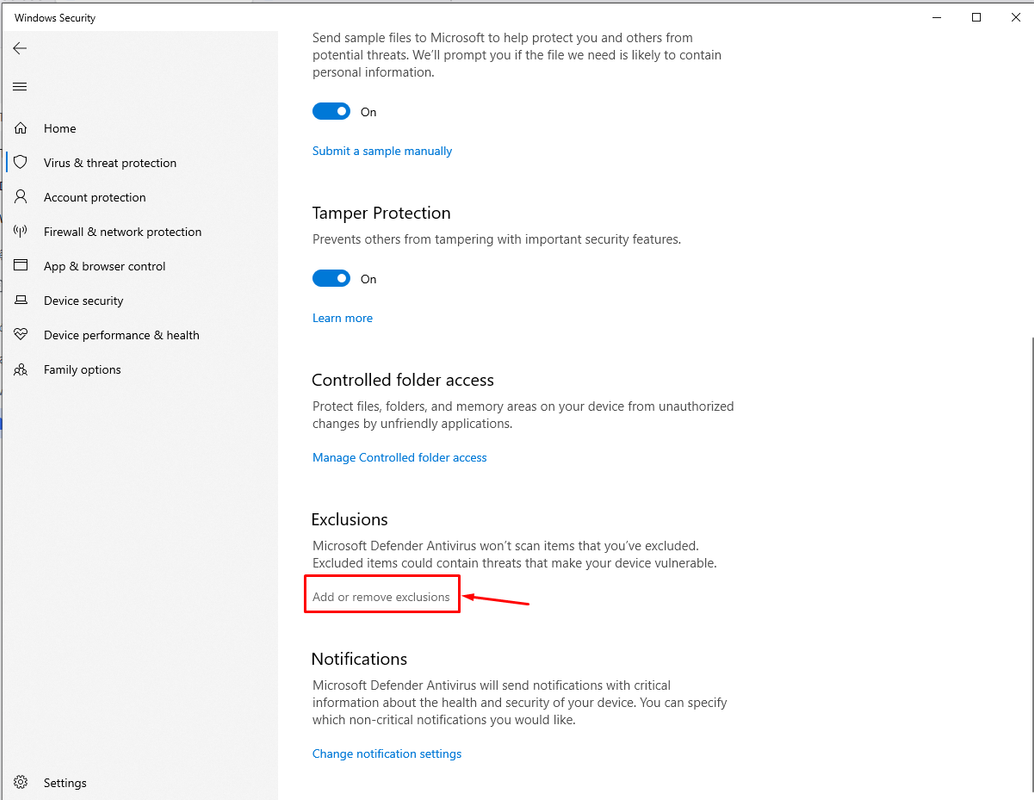 Windows Security
Home
Virus & threat protection
Account protection
Firewall & network protection
App & browser control
Device security
Device performance & health
Family options
Settings
Send sample files to Microsoft to help protect you and others from
potential threats. We'll prompt you if the file we need is likely to contain
personal information.
On
Submit a sample manually
Tamper Protection
Prevents others from tampering with important security features.
On
Learn more
Controlled folder access
Protect files, folders, and memory areas on your device from unauthorized
changes by unfriendly applications.
Manage Controlled folder access
Exclusions
Microsoft Defender Antivirus won't scan items that you've excluded.
Excluded items could contain threats that make your device vulnerable.
Add or remove exclusions
Notifications
Microsoft Defender Antivirus will send notifications with critical
information about the health and security of your device. You can specify
which non-critical notifications you would like.
Change notification settings